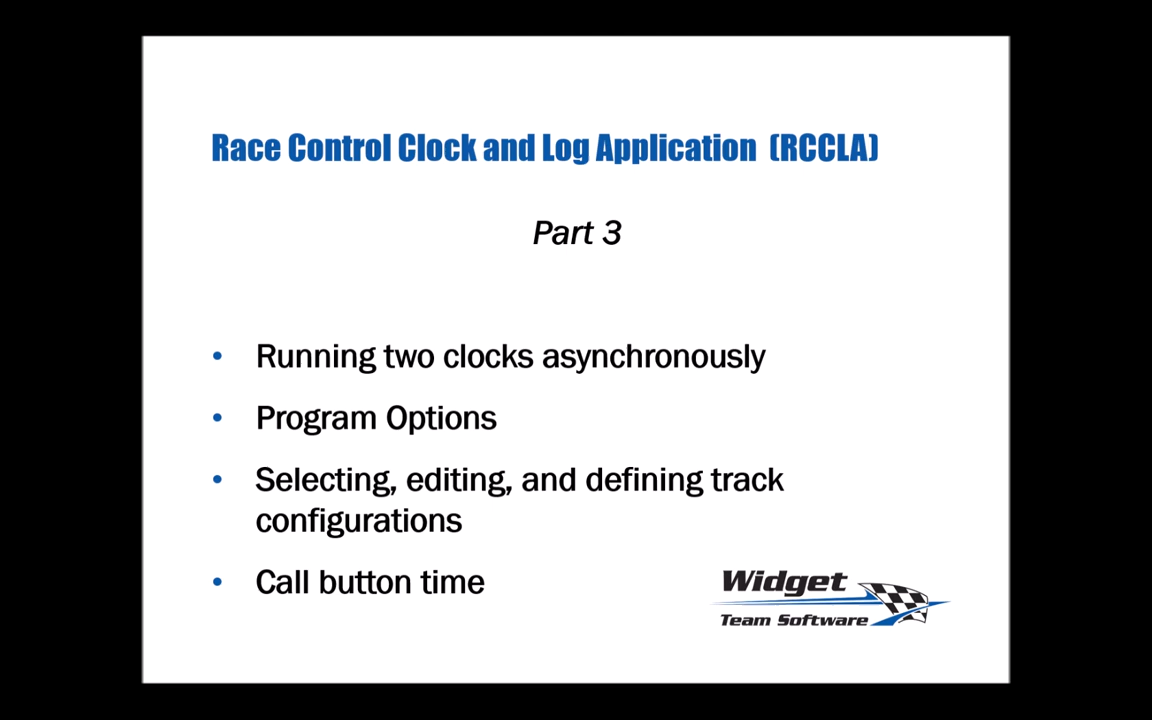 Race Control Clock and Log Application (RCCLA)
Part 3
• Running two clocks asynchronously
• Program Options
• Selecting, editing, and defining track
configurations
• Call button time
Widget
Team Software